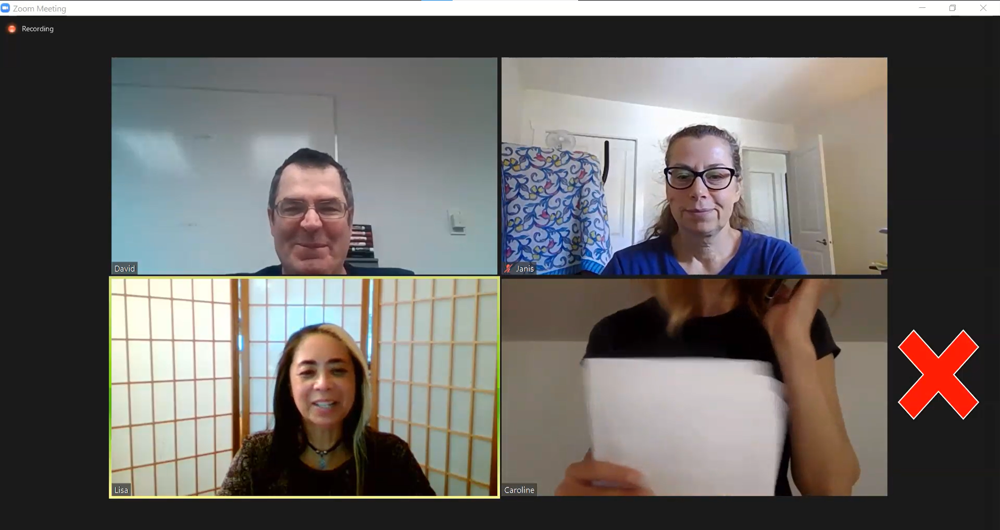 Zoom Meeting
Recording
David
Janis
Lisa
Caroline